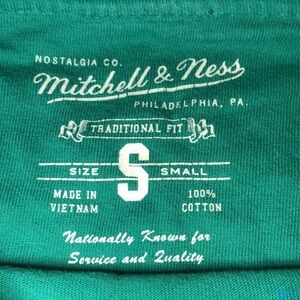 NOSTALGIA CO.
Mitchell & Ness
PHILADELPHIA, PA.
TRADITIONAL FIT
SIZE S SMALL
MADE IN VIETNAM
100% COTTON
Nationally Known for
Service and Quality